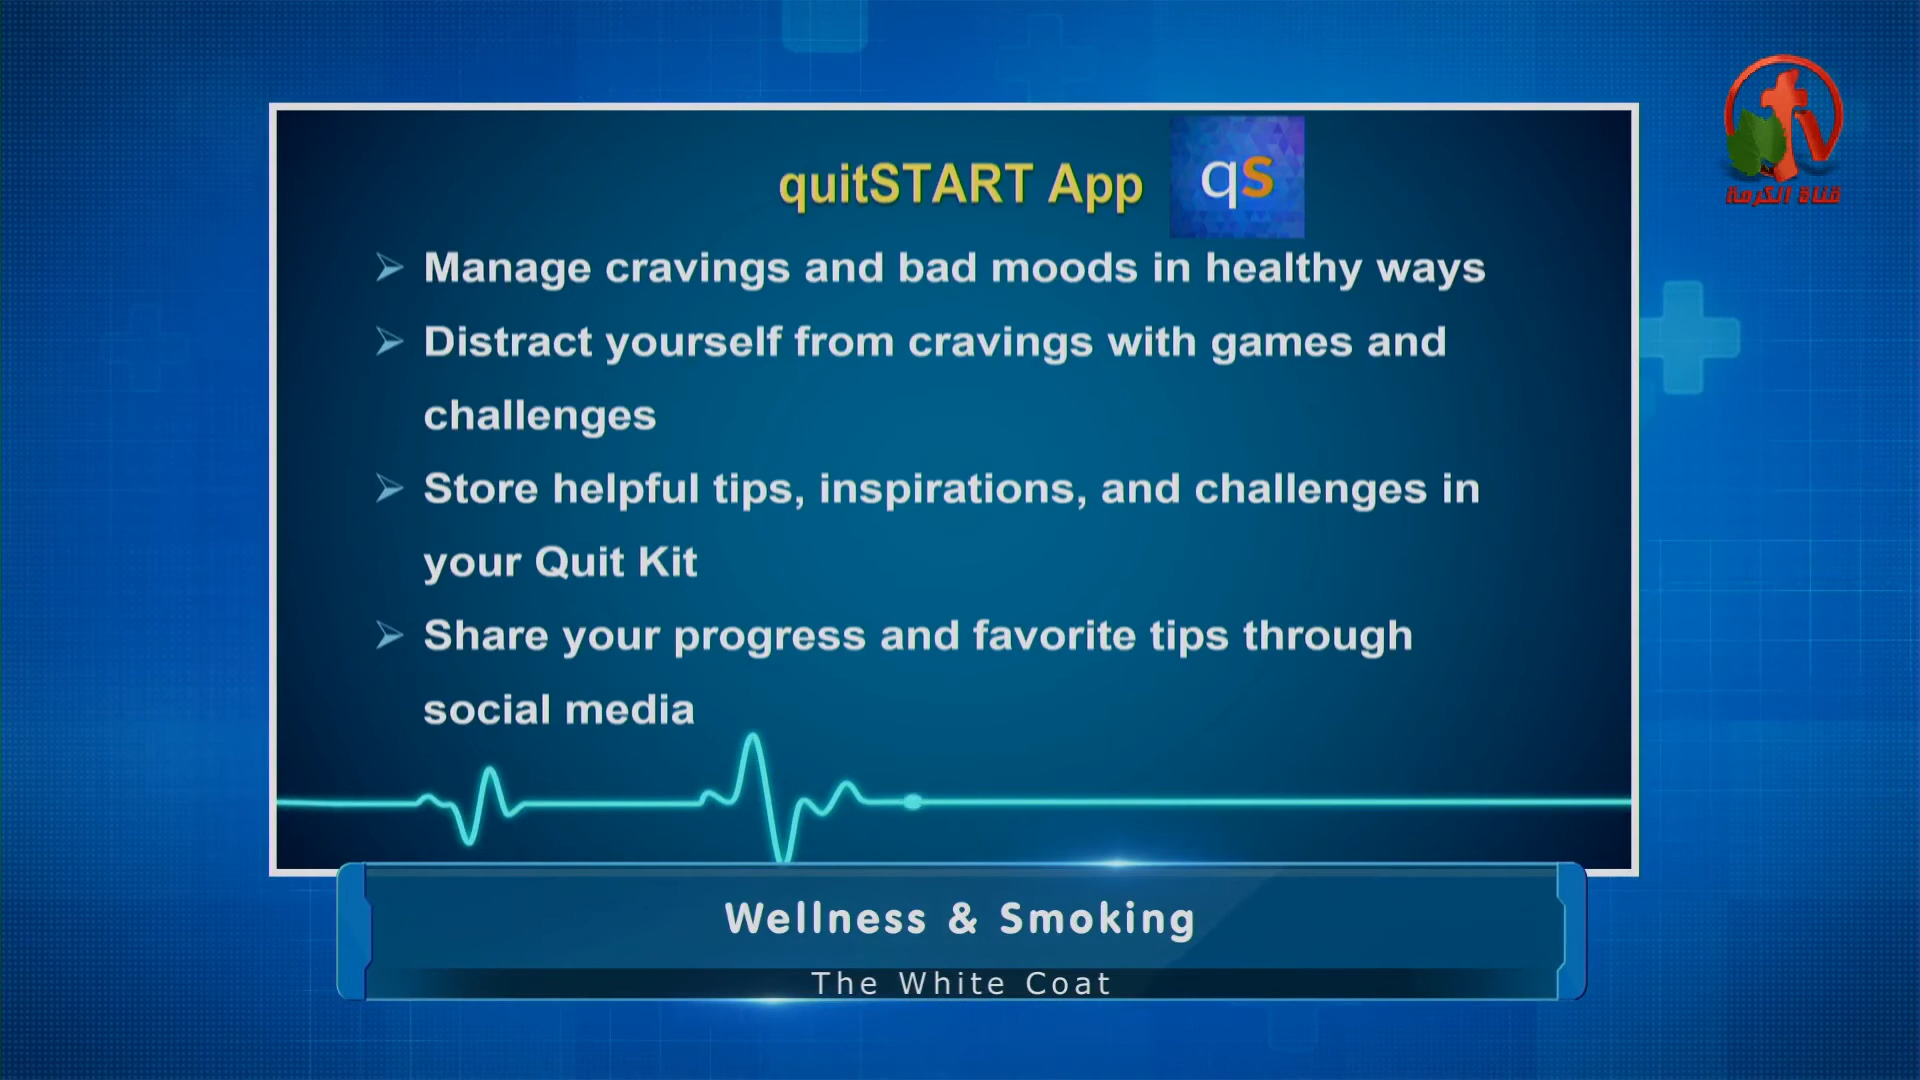 quitSTART App
qs
tv
قناة الكرمة
Manage cravings and bad moods in healthy ways
Distract yourself from cravings with games and
challenges
Store helpful tips, inspirations, and challenges in
your Quit Kit
Share your progress and favorite tips through
social media
Wellness & Smoking
The White Coat